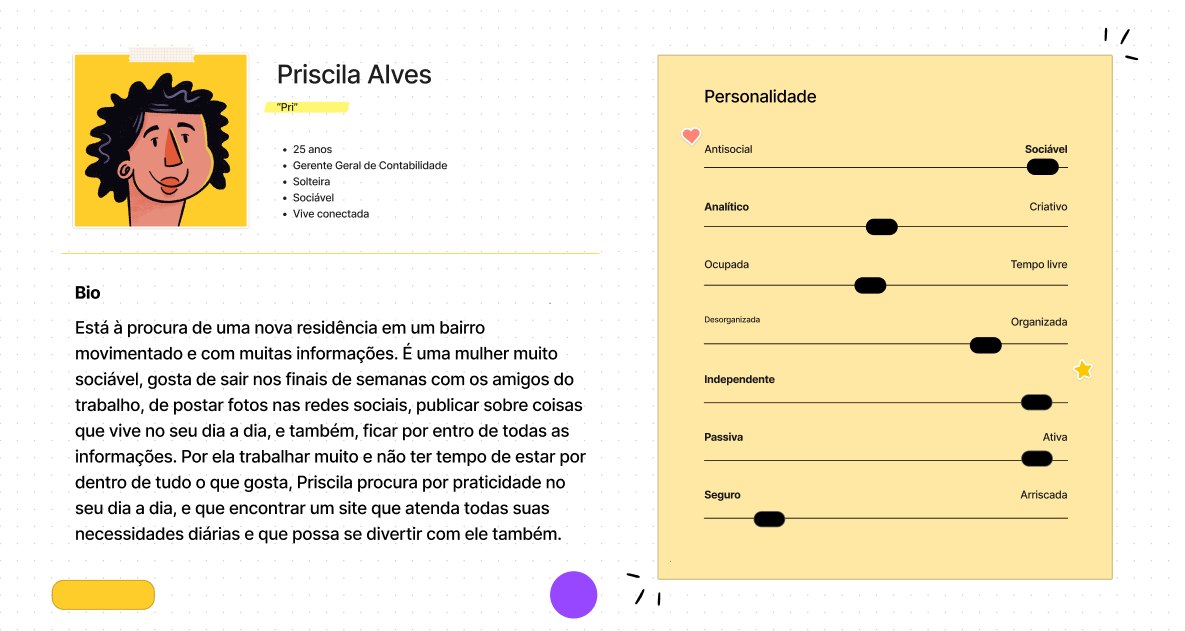 Priscila Alves
"Pri"
25 anos
Gerente Geral de Contabilidade
Solteira
Sociável
Vive conectada
Bio
Está à procura de uma nova residência em um bairro
movimentado e com muitas informações. É uma mulher muito
sociável, gosta de sair nos finais de semanas com os amigos do
trabalho, de postar fotos nas redes sociais, publicar sobre coisas
que vive no seu dia a dia, e também, ficar por entro de todas as
informações. Por ela trabalhar muito e não ter tempo de estar por
dentro de tudo o que gosta, Priscila procura por praticidade no
seu dia a dia, e que encontrar um site que atenda todas suas
necessidades diárias e que possa se divertir com ele também.
Personalidade
Antisocial Sociável
Analítico Criativo
Ocupada Tempo livre
Desorganizada Organizada
Independente
Passiva Ativa
Seguro Arriscada